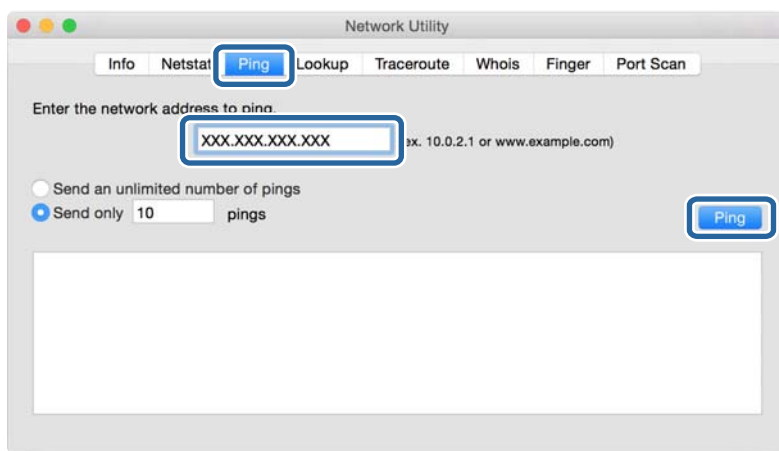 Network Utility
Info Netstat Ping Lookup Traceroute Whois Finger Port Scan
Enter the network address to ping.
XXX.XXX.XXX.XXX ex. 10.0.2.1 or www.example.com)
Send an unlimited number of pings
Send only 10 pings
Ping